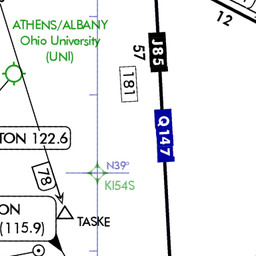 ATHENS/ALBANY
Ohio University
(UNI)
12
J85
57
181
TON 122.6
Q147
N39°
KI54S
78
TASKE
ON
(115.9)